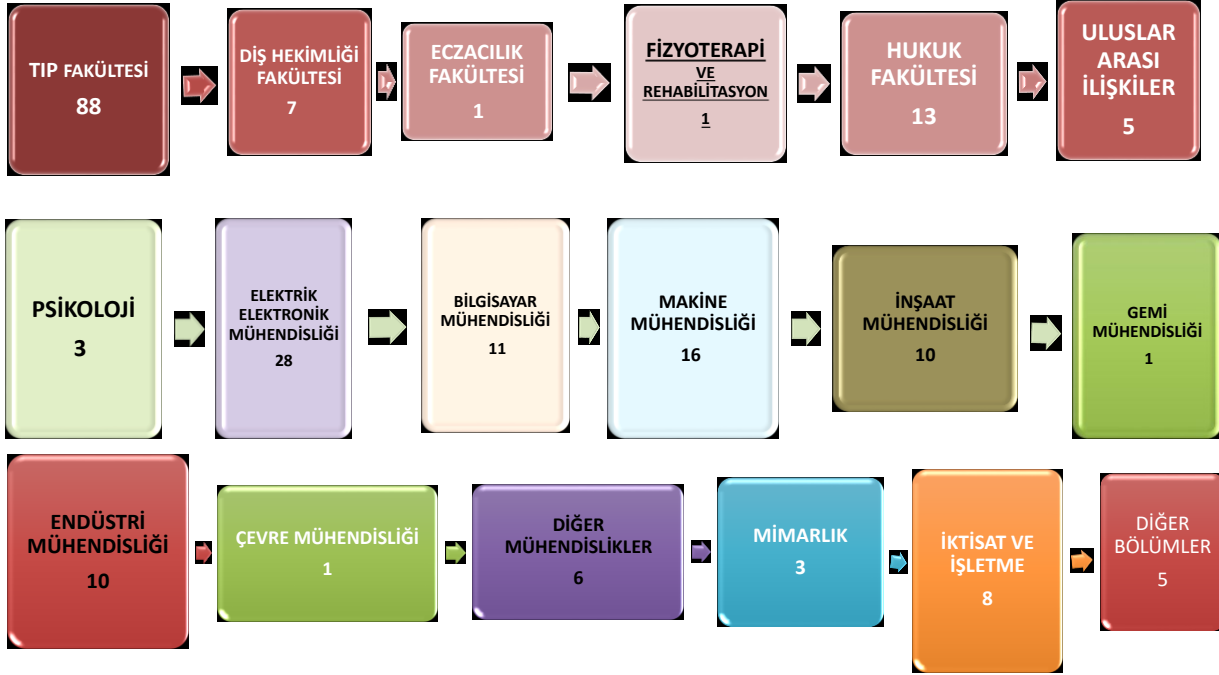 TIP FAKÜLTESİ
88
DİŞ HEKİMLİĞİ
FAKÜLTESİ
7
ECZACILIK
FAKÜLTESİ
1
FİZYOTERAPİ
VE
REHABILITASYON
1
HUKUK
FAKÜLTESİ
13
ULUSLAR
ARASI
İLİŞKİLER
5
PSİKOLOJİ
3
ELEKTRİK
ELEKTRONİK
MÜHENDİSLİĞİ
28
BİLGİSAYAR
MÜHENDİSLİĞİ
11
MAKİNE
MÜHENDİSLİĞİ
16
İNŞAAT
MÜHENDİSLİĞİ
10
GEMİ
MÜHENDİSLİĞİ
1
ENDÜSTRİ
MÜHENDİSLİĞİ
10
ÇEVRE MÜHENDİSLİĞİ
1
DİĞER
MÜHENDİSLİKLER
6
MİMARLIK
3
İKTİSAT VE
İŞLETME
8
DİĞER
BÖLÜMLER
5